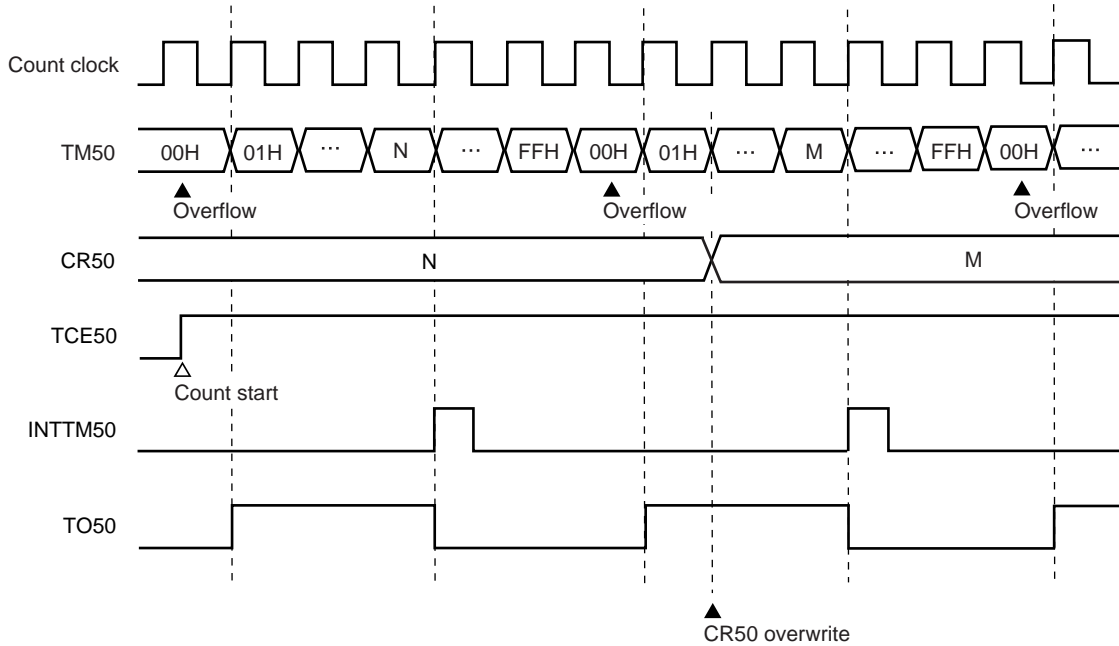 Count clock
TM50 00H 01H ... N ... FFH 00H 01H ... M ... FFH 00H ...
Overflow Overflow Overflow
CR50 N M
TCE50
Count start
INTTM50
TO50
CR50 overwrite